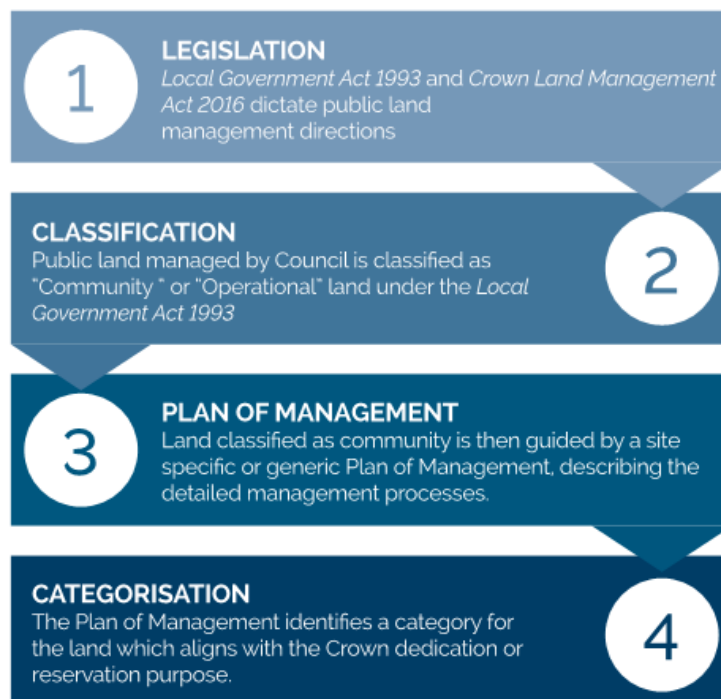 1
LEGISLATION
Local Government Act 1993 and Crown Land Management
Act 2016 dictate public land
management directions
CLASSIFICATION
Public land managed by Council is classified as
"Community " or "Operational" land under the Local
Government Act 1993
2
3
PLAN OF MANAGEMENT
Land classified as community is then guided by a site
specific or generic Plan of Management, describing the
detailed management processes.
CATEGORISATION
The Plan of Management identifies a category for
the land which aligns with the Crown dedication or
reservation purpose.
4